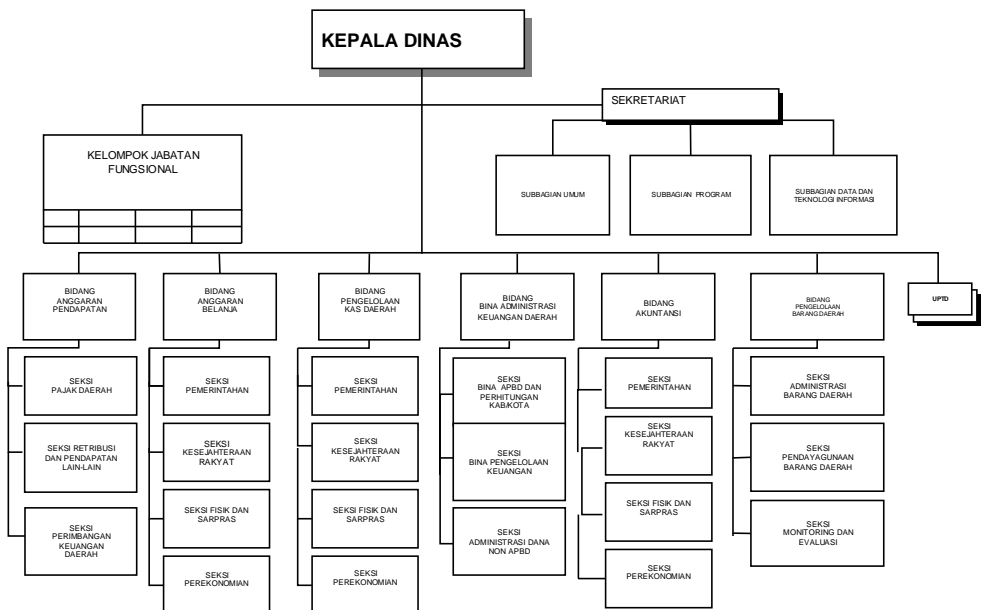 KEPALA DINAS
SEKRETARIAT
KELOMPOK JABATAN
FUNGSIONAL
SUBBAGIAN UMUM
SUBBAGIAN PROGRAM
SUBBAGIAN DATA DAN
TEKNOLOGI INFORMASI
BIDANG
ANGGARAN
PENDAPATAN
BIDANG
ANGGARAN
BELANJA
BIDANG
PENGELOLAAN
KAS DAERAH
BIDANG
BINA ADMINISTRASI
KEUANGAN DAERAH
BIDANG
AKUNTANSI
BIDANG
PENGELOLAAN
BARANG DAERAH
UPTD
SEKSI
PAJAK DAERAH
SEKSI RETRIBUSI
DAN PENDAPATAN
LAIN-LAIN
SEKSI
PERIMBANGAN
KEUANGAN
DAERAH
SEKSI
PEMERINTAHAN
SEKSI
KESEJAHTERAAN
RAKYAT
SEKSI FISIK DAN
SARPRAS
SEKSI
PEREKONOMIAN
SEKSI
PEMERINTAHAN
SEKSI
KESEJAHTERAAN
RAKYAT
SEKSI FISIK DAN
SARPRAS
SEKSI
PEREKONOMIAN
SEKSI
BINA APBD DAN
PERHITUNGAN
KAB/KOTA
SEKSI
BINA PENGELOLAAN
KEUANGAN
SEKSI
ADMINISTRASI DANA
NON APBD
SEKSI
PEMERINTAHAN
SEKSI
KESEJAHTERAAN
RAKYAT
SEKSI FISIK DAN
SARPRAS
SEKSI
PEREKONOMIAN
SEKSI
ADMINISTRASI
BARANG DAERAH
SEKSI
PENDAYAGUNAAN
BARANG DAERAH
SEKSI
MONITORING DAN
EVALUASI